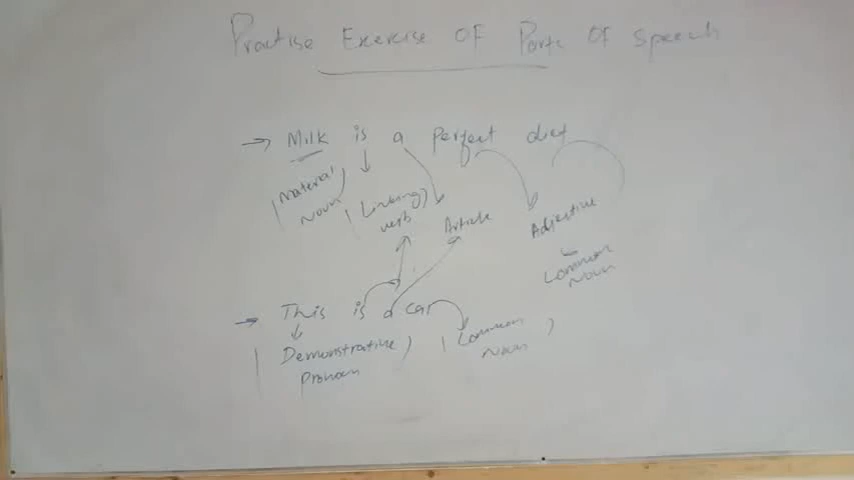 Practise Exercise OF Parts OF Speech
→ Milk is a perfect diet
(Material Noun)
(Linking verb)
Article
Adjective
Common Noun
→ This is a car
(Demonstrative Pronoun)
(Common Noun)